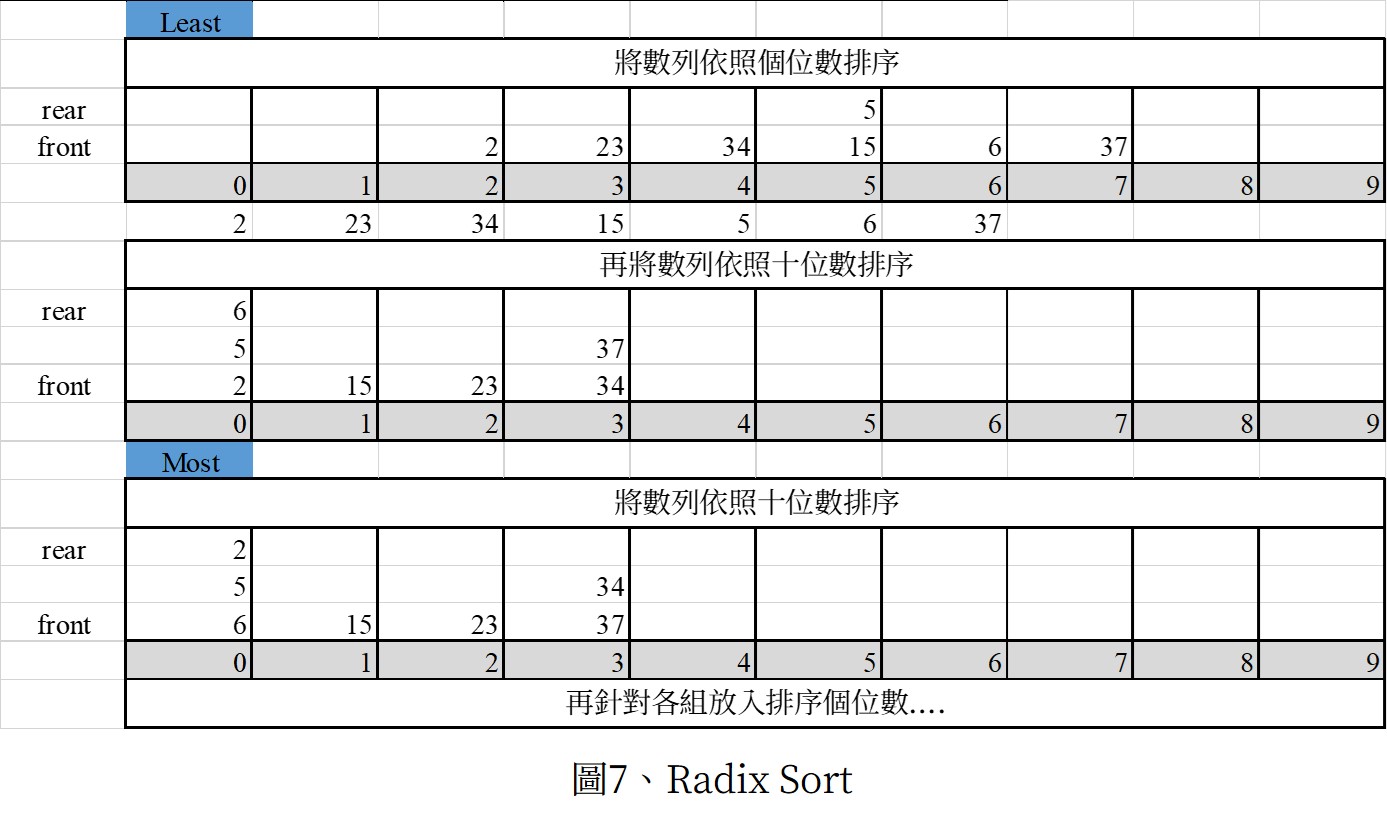 Least
將數列依照個位數排序
rear 5
front 2 23 34 15 6 37
0 1 2 3 4 5 6 7 8 9
2 23 34 15 5 6 37
再將數列依照十位數排序
rear 6
5 37
front 2 15 23 34
0 1 2 3 4 5 6 7 8 9
Most
將數列依照十位數排序
rear 2
5 34
front 6 15 23 37
0 1 2 3 4 5 6 7 8 9
再針對各組放入排序個位數....
圖7、Radix Sort